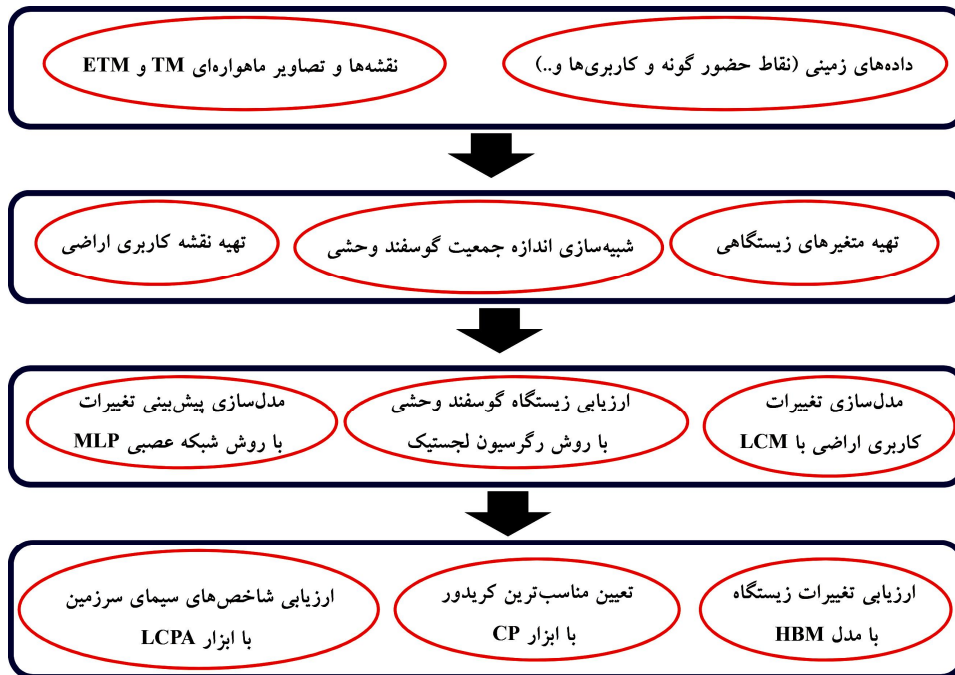 داده‌های زمینی (نقاط حضور گونه و کاربری‌ها و..)
نقشه‌ها و تصاویر ماهواره‌ای TM و ETM
تهیه متغیرهای زیستگاهی
شبیه‌سازی اندازه جمعیت گوسفند وحشی
تهیه نقشه کاربری اراضی
مدل‌سازی تغییرات
کاربری اراضی با LCM
ارزیابی زیستگاه گوسفند وحشی
با روش رگرسیون لجستیک
مدل‌سازی پیش‌بینی تغییرات
با روش شبکه عصبی MLP
ارزیابی تغییرات زیستگاه
با مدل HBM
تعیین مناسب‌ترین کریدور
با ابزار CP
ارزیابی شاخص‌های سیمای سرزمین
با ابزار LCPA